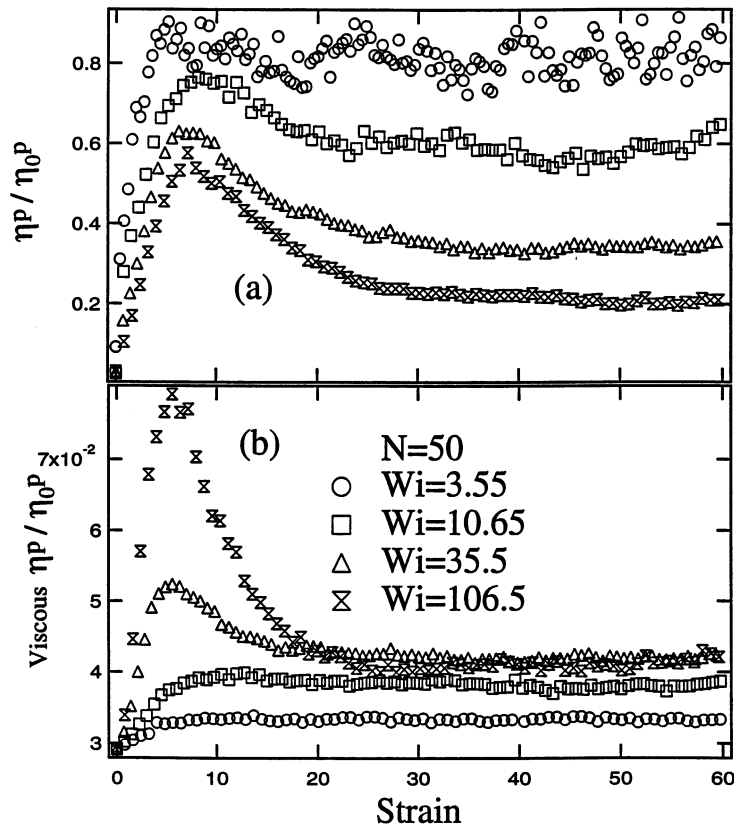 ηp / η0p
0.8
0.6
0.4
0.2
(a)
Viscous ηp / η0p
7x10-2
6
5
4
3
(b)
N=50
Wi=3.55
Wi=10.65
Wi=35.5
Wi=106.5
0 10 20 30 40 50 60
Strain